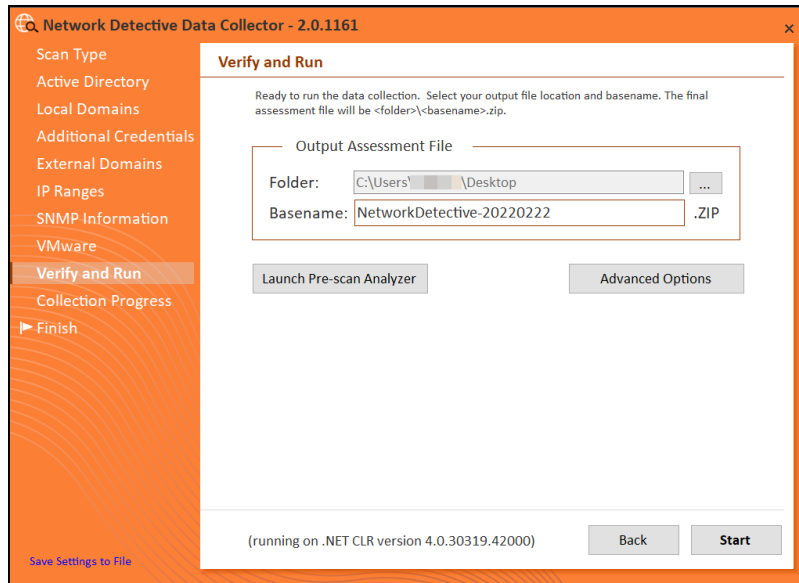 Network Detective Data Collector - 2.0.1161
Scan Type
Active Directory
Local Domains
Additional Credentials
External Domains
IP Ranges
SNMP Information
VMware
Verify and Run
Collection Progress
Finish
Save Settings to File
Verify and Run
Ready to run the data collection. Select your output file location and basename. The final
assessment file will be <folder>\<basename>.zip.
Output Assessment File
Folder: C:\Users\ \Desktop ...
Basename: NetworkDetective-20220222 .ZIP
Launch Pre-scan Analyzer Advanced Options
(running on .NET CLR version 4.0.30319.42000) Back Start